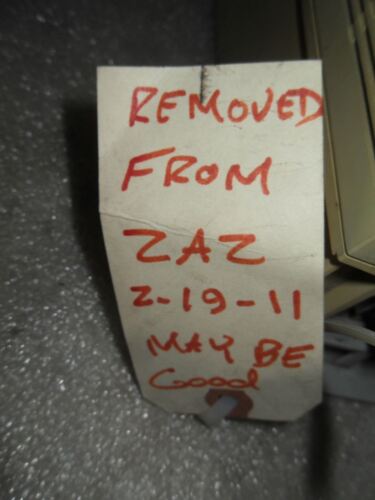 REMOVED
FROM
ZAZ
2-19-11
MAY BE
Good